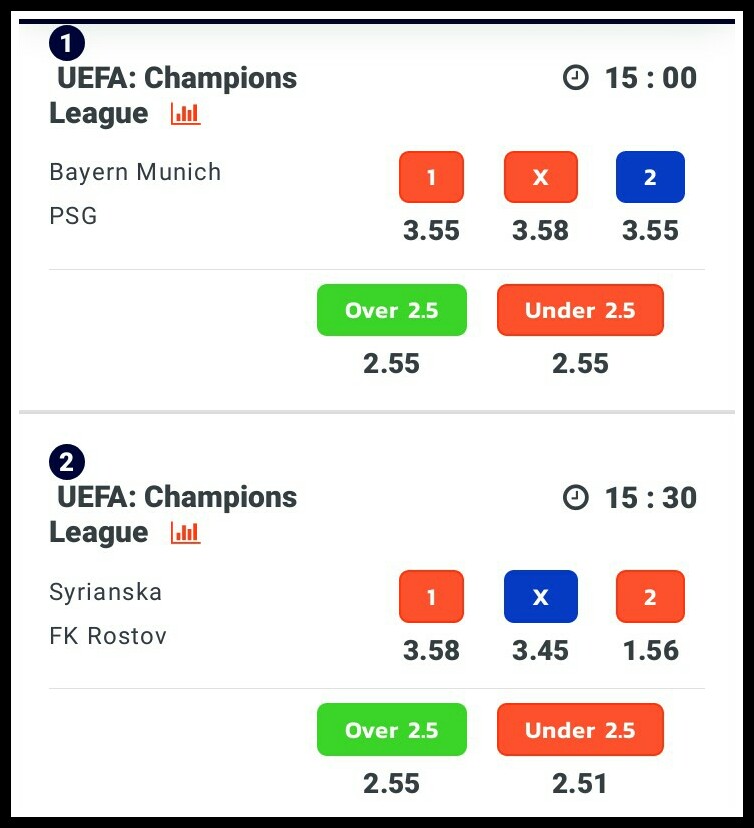 1
UEFA: Champions
League
15 : 00
Bayern Munich
PSG
1 X 2
3.55 3.58 3.55
Over 2.5 Under 2.5
2.55 2.55
2
UEFA: Champions
League
15 : 30
Syrianska
FK Rostov
1 X 2
3.58 3.45 1.56
Over 2.5 Under 2.5
2.55 2.51